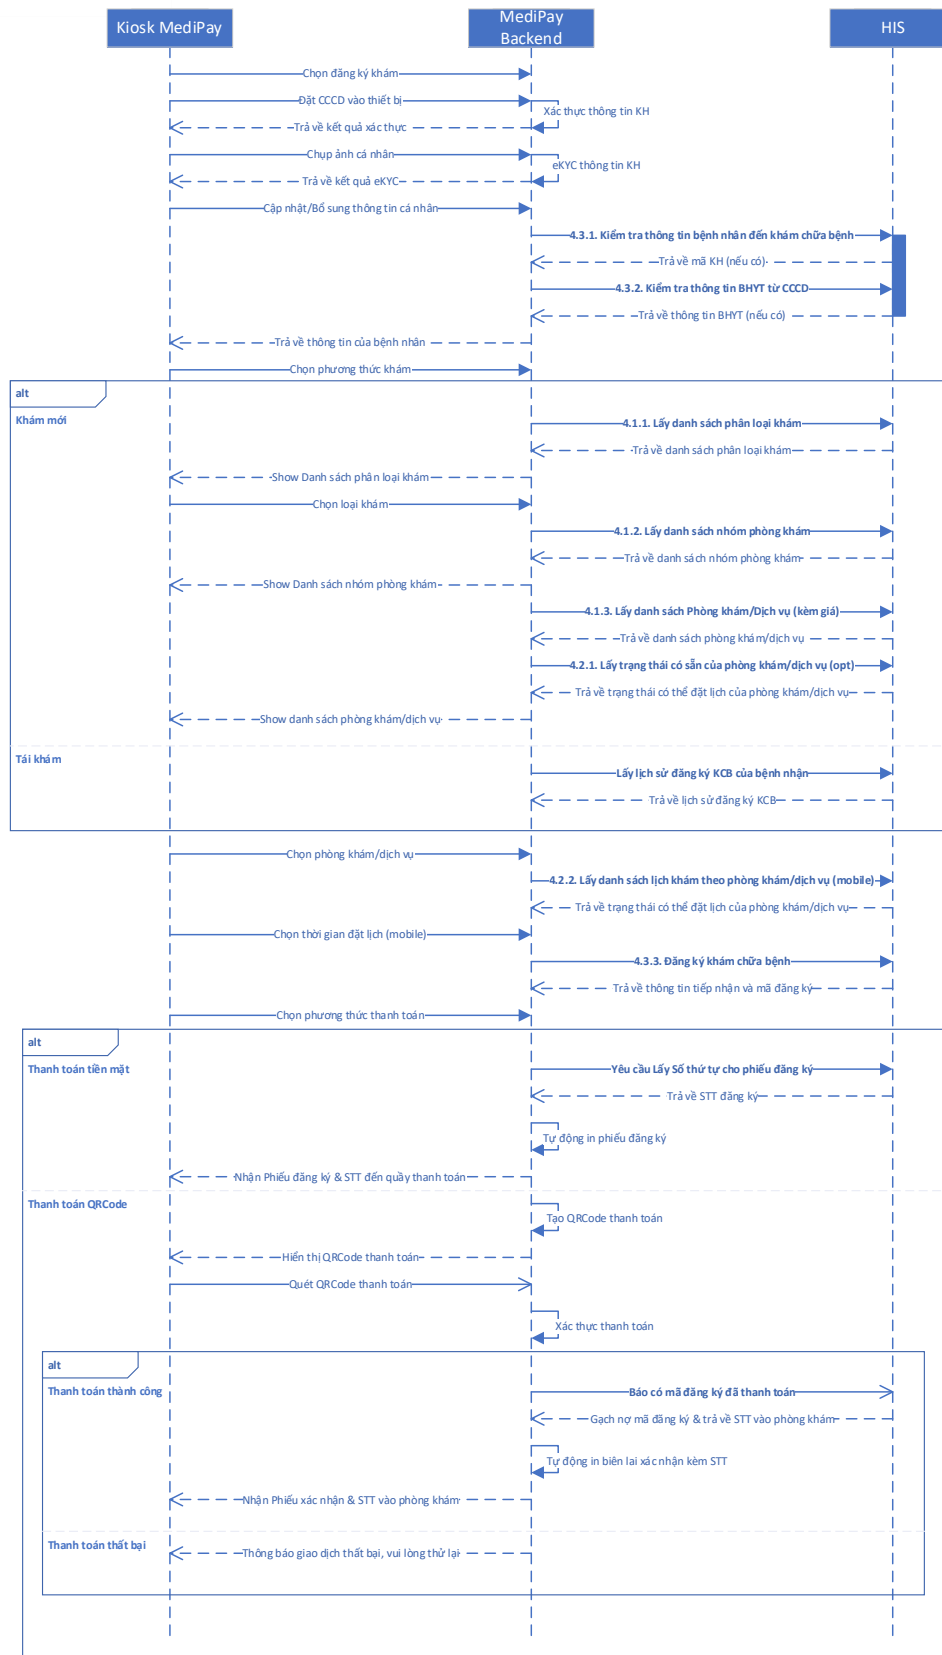 Kiosk MediPay
MediPay
Backend
HIS
Chọn đăng ký khám
Đặt CCCD vào thiết bị
Xác thực thông tin KH
Trả về kết quả xác thực
Chụp ảnh cá nhân
eKYC thông tin KH
Trả về kết quả eKYC
Cập nhật/Bổ sung thông tin cá nhân
4.3.1. Kiểm tra thông tin bệnh nhân đến khám chữa bệnh
Trả về mã KH (nếu có)
4.3.2. Kiểm tra thông tin BHYT từ CCCD
Trả về thông tin BHYT (nếu có)
Trả về thông tin của bệnh nhân
Chọn phương thức khám
alt
Khám mới
4.1.1. Lấy danh sách phân loại khám
Trả về danh sách phân loại khám
Show Danh sách phân loại khám
Chọn loại khám
4.1.2. Lấy danh sách nhóm phòng khám
Trả về danh sách nhóm phòng khám
Show Danh sách nhóm phòng khám
4.1.3. Lấy danh sách Phòng khám/Dịch vụ (kèm giá)
Trả về danh sách phòng khám/dịch vụ
4.2.1. Lấy trạng thái có sẵn của phòng khám/dịch vụ (opt)
Trả về trạng thái có thể đặt lịch của phòng khám/dịch vụ
Show danh sách phòng khám/dịch vụ
Tái khám
Lấy lịch sử đăng ký KCB của bệnh nhận
Trả về lịch sử đăng ký KCB
Chọn phòng khám/dịch vụ
4.2.2. Lấy danh sách lịch khám theo phòng khám/dịch vụ (mobile)
Trả về trạng thái có thể đặt lịch của phòng khám/dịch vụ
Chọn thời gian đặt lịch (mobile)
4.3.3. Đăng ký khám chữa bệnh
Trả về thông tin tiếp nhận và mã đăng ký
Chọn phương thức thanh toán
alt
Thanh toán tiền mặt
Yêu cầu Lấy Số thứ tự cho phiếu đăng ký
Trả về STT đăng ký
Tự động in phiếu đăng ký
Nhận Phiếu đăng ký & STT đến quầy thanh toán
Thanh toán QRCode
Tạo QRCode thanh toán
Hiển thị QRCode thanh toán
Quét QRCode thanh toán
Xác thực thanh toán
alt
Thanh toán thành công
Báo có mã đăng ký đã thanh toán
Gạch nợ mã đăng ký & trả về STT vào phòng khám
Tự động in biên lai xác nhận kèm STT
Nhận Phiếu xác nhận & STT vào phòng khám
Thanh toán thất bại
Thông báo giao dịch thất bại, vui lòng thử lại